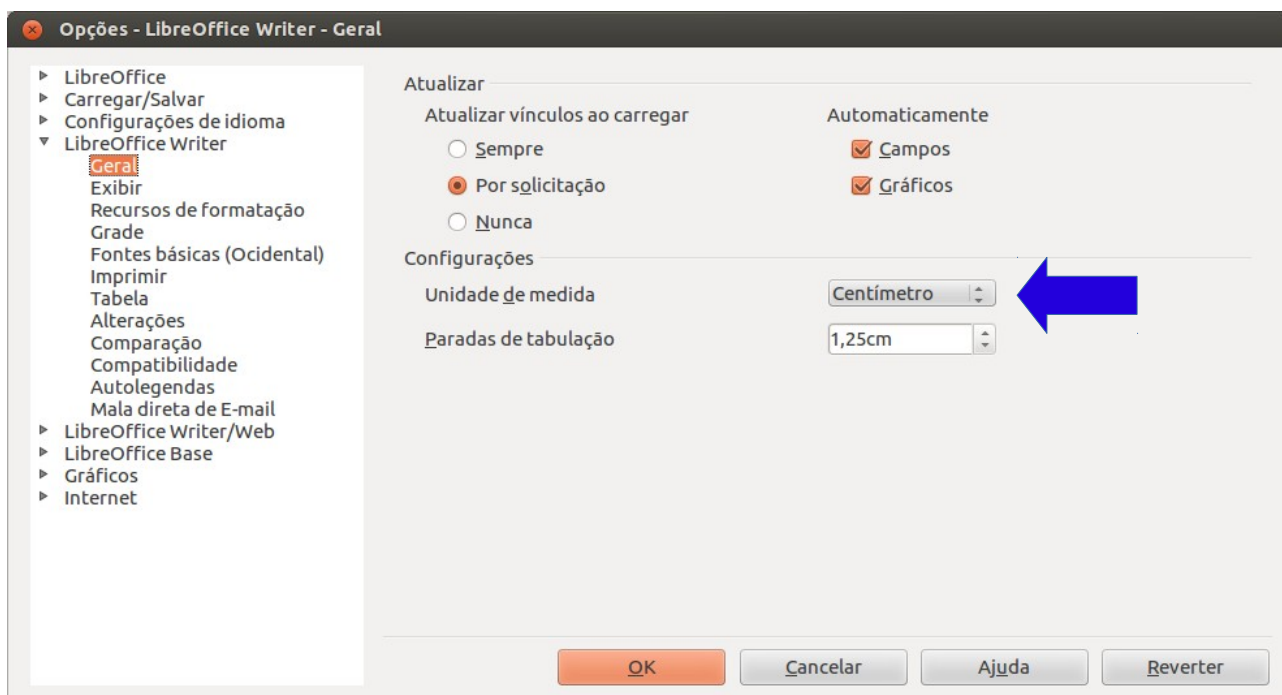 Opções - LibreOffice Writer - Geral
LibreOffice
Carregar/Salvar
Configurações de idioma
LibreOffice Writer
Geral
Exibir
Recursos de formatação
Grade
Fontes básicas (Ocidental)
Imprimir
Tabela
Alterações
Comparação
Compatibilidade
Autolegendas
Mala direta de E-mail
LibreOffice Writer/Web
LibreOffice Base
Gráficos
Internet
Atualizar
Atualizar vínculos ao carregar
Sempre
Por solicitação
Nunca
Automaticamente
Campos
Gráficos
Configurações
Unidade de medida
Centímetro
Paradas de tabulação
1,25cm
OK
Cancelar
Ajuda
Reverter